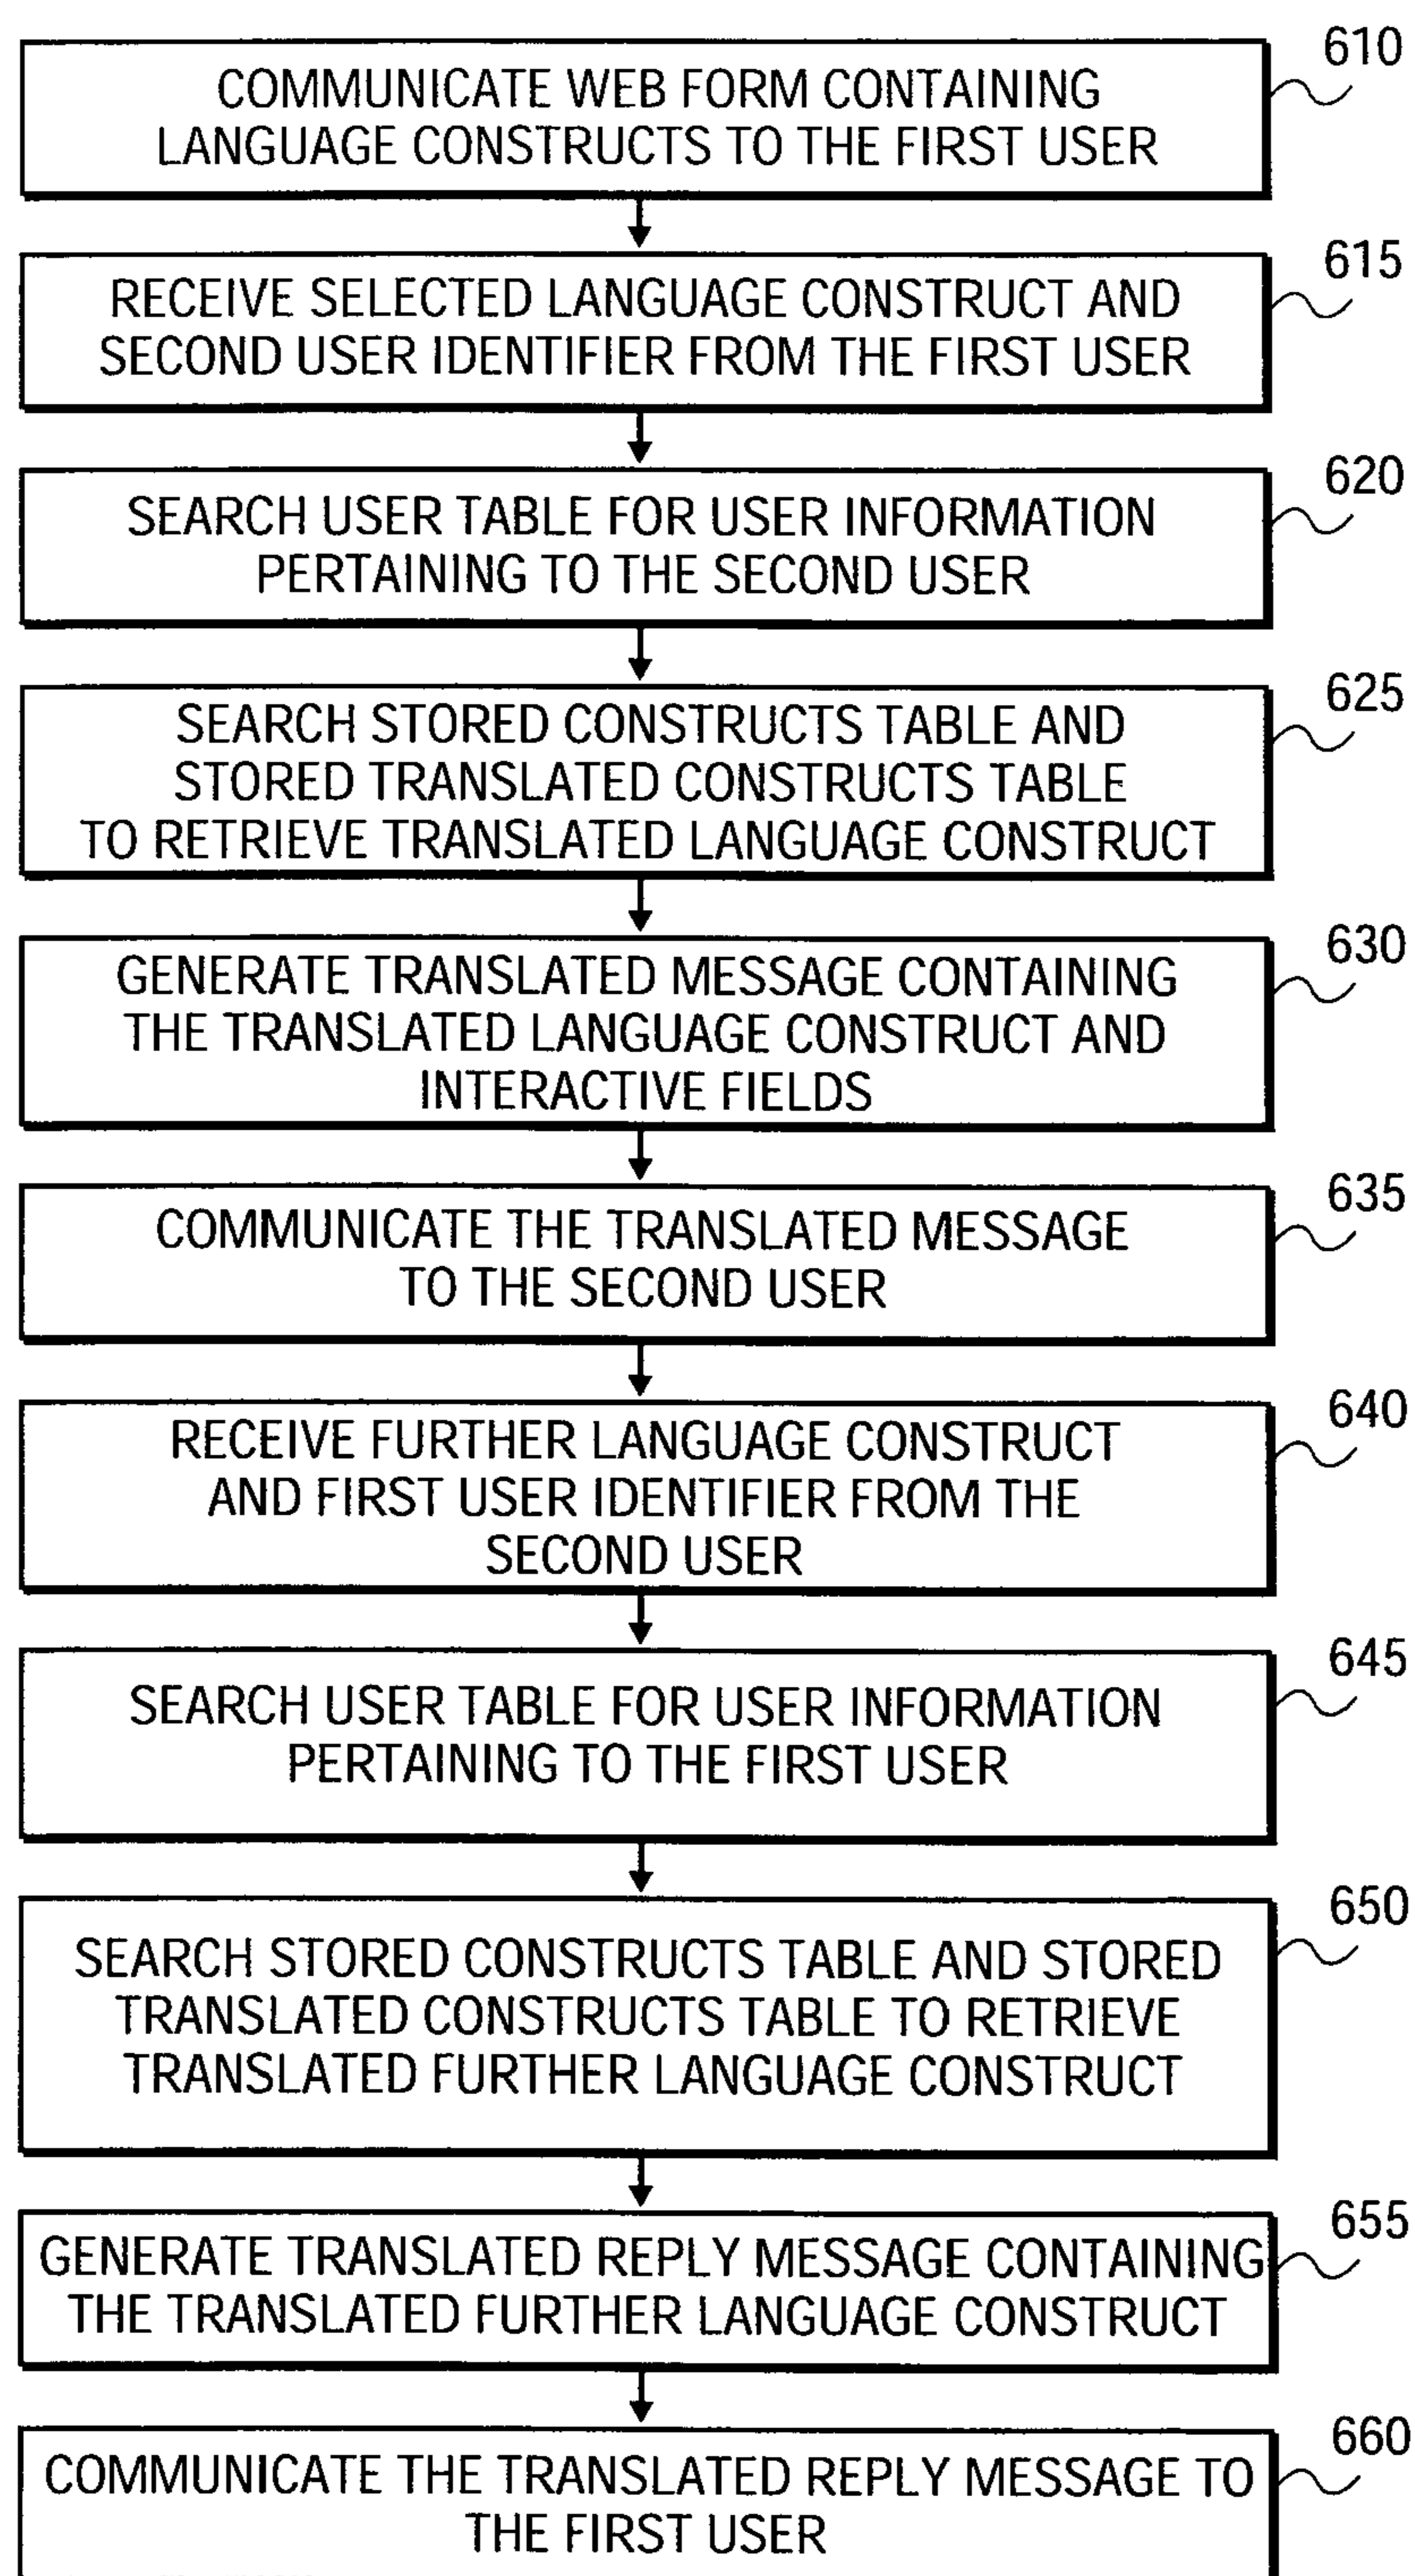 610
COMMUNICATE WEB FORM CONTAINING
LANGUAGE CONSTRUCTS TO THE FIRST USER
615
RECEIVE SELECTED LANGUAGE CONSTRUCT AND
SECOND USER IDENTIFIER FROM THE FIRST USER
620
SEARCH USER TABLE FOR USER INFORMATION
PERTAINING TO THE SECOND USER
625
SEARCH STORED CONSTRUCTS TABLE AND
STORED TRANSLATED CONSTRUCTS TABLE
TO RETRIEVE TRANSLATED LANGUAGE CONSTRUCT
630
GENERATE TRANSLATED MESSAGE CONTAINING
THE TRANSLATED LANGUAGE CONSTRUCT AND
INTERACTIVE FIELDS
635
COMMUNICATE THE TRANSLATED MESSAGE
TO THE SECOND USER
640
RECEIVE FURTHER LANGUAGE CONSTRUCT
AND FIRST USER IDENTIFIER FROM THE
SECOND USER
645
SEARCH USER TABLE FOR USER INFORMATION
PERTAINING TO THE FIRST USER
650
SEARCH STORED CONSTRUCTS TABLE AND STORED
TRANSLATED CONSTRUCTS TABLE TO RETRIEVE
TRANSLATED FURTHER LANGUAGE CONSTRUCT
655
GENERATE TRANSLATED REPLY MESSAGE CONTAINING
THE TRANSLATED FURTHER LANGUAGE CONSTRUCT
660
COMMUNICATE THE TRANSLATED REPLY MESSAGE TO
THE FIRST USER